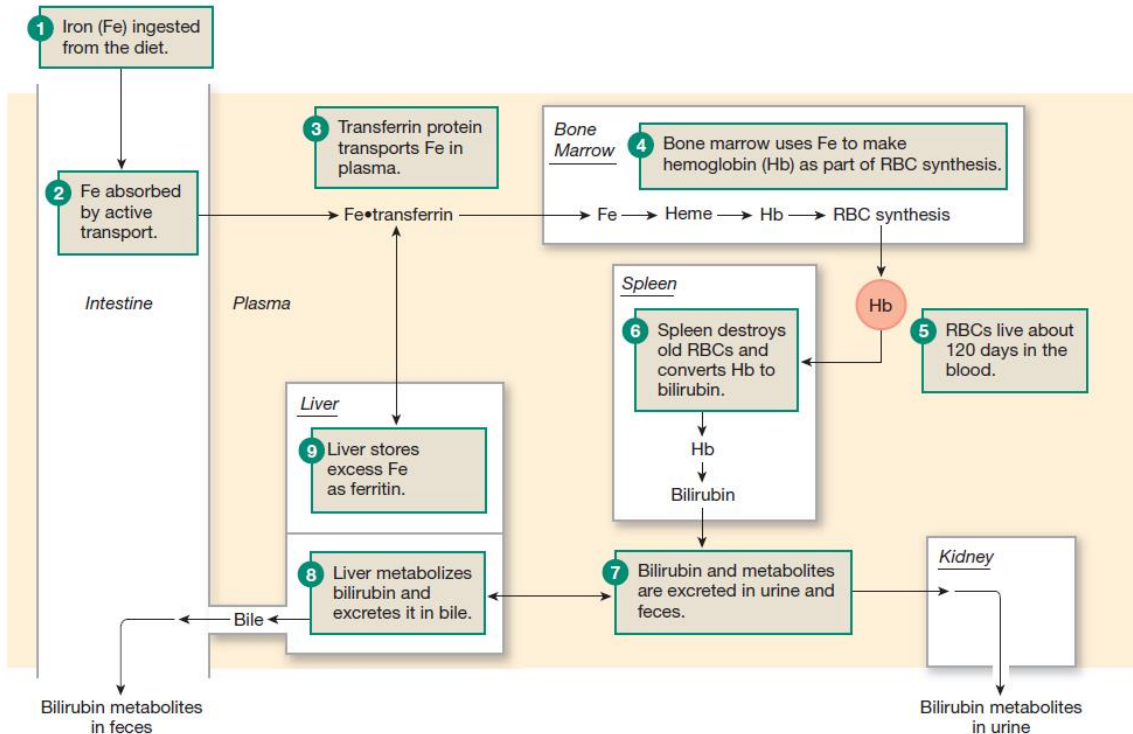 1 Iron (Fe) ingested
from the diet.
3 Transferrin protein
transports Fe in
plasma.
Bone
Marrow
4 Bone marrow uses Fe to make
hemoglobin (Hb) as part of RBC synthesis.
2 Fe absorbed
by active
transport.
Fe•transferrin
Fe
Heme
Hb
RBC synthesis
Intestine
Plasma
Spleen
Hb
6 Spleen destroys
old RBCs and
converts Hb to
bilirubin.
5 RBCs live about
120 days in the
blood.
Liver
9 Liver stores
excess Fe
as ferritin.
Hb
Bilirubin
8 Liver metabolizes
bilirubin and
excretes it in bile.
7 Bilirubin and metabolites
are excreted in urine and
feces.
Kidney
Bile
Bilirubin metabolites
in feces
Bilirubin metabolites
in urine